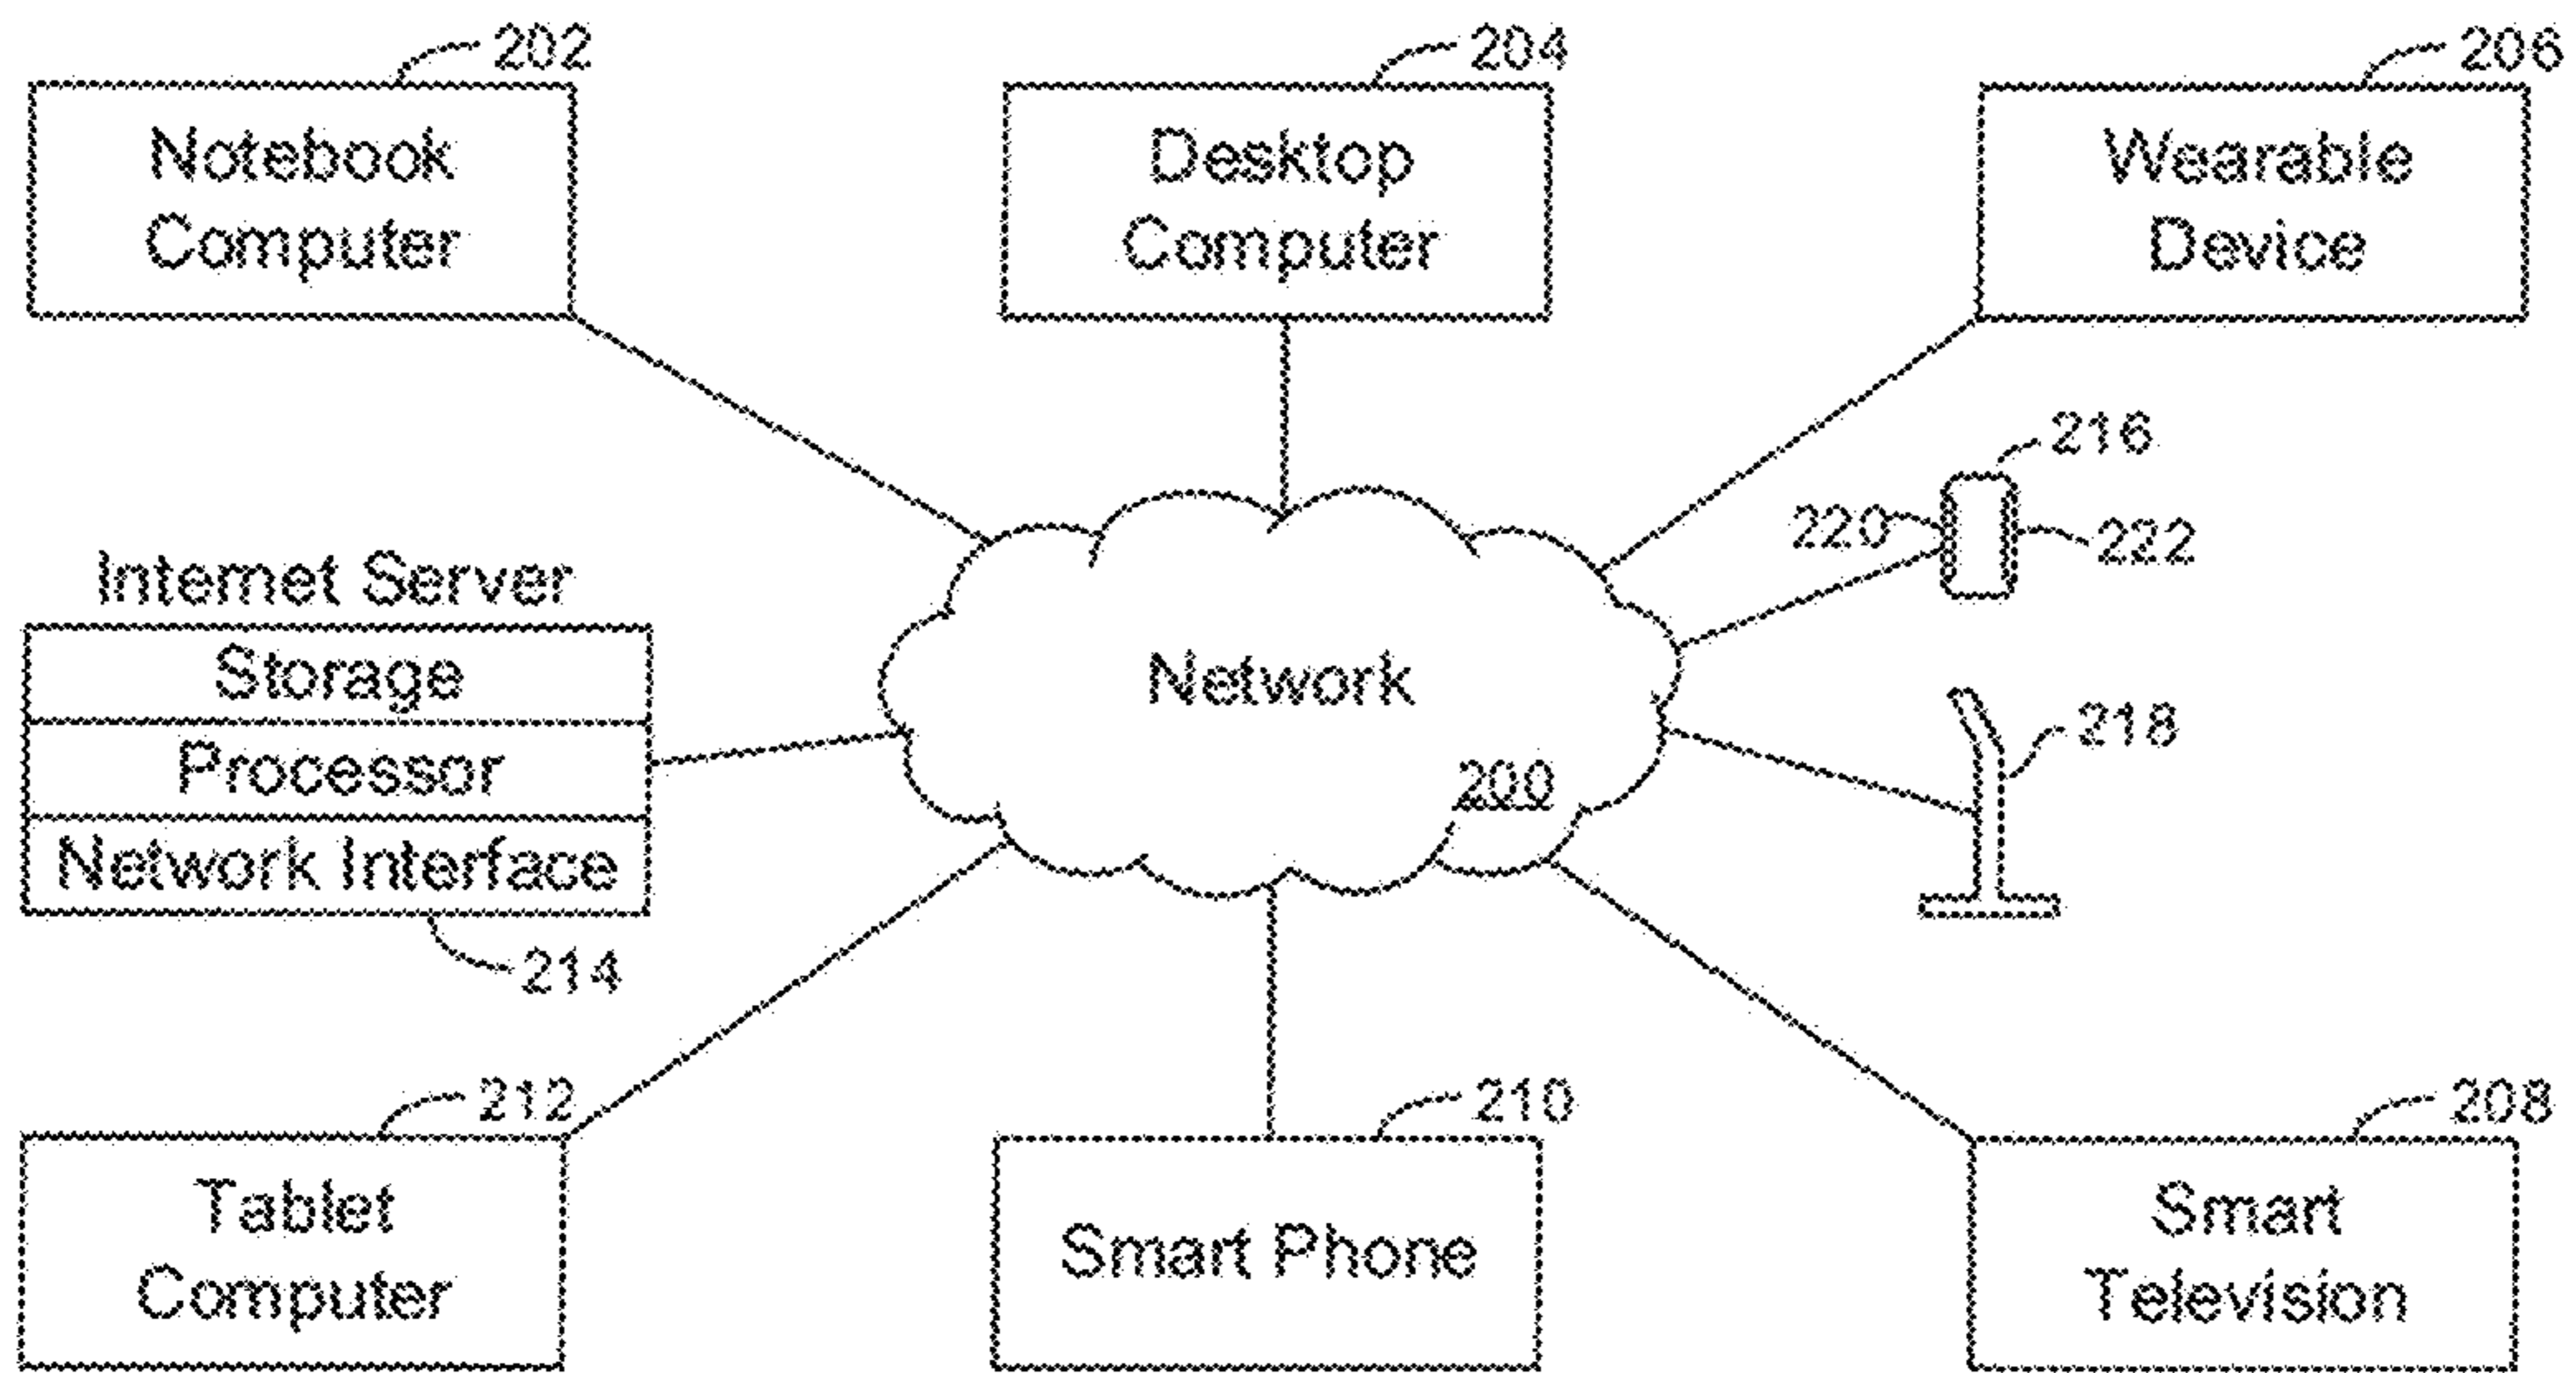 202
204
206
Notebook
Computer
Desktop
Computer
Wearable
Device
216
220
222
Internet Server
Storage
Processor
Network Interface
214
Network
200
218
212
210
208
Tablet
Computer
Smart Phone
Smart
Television